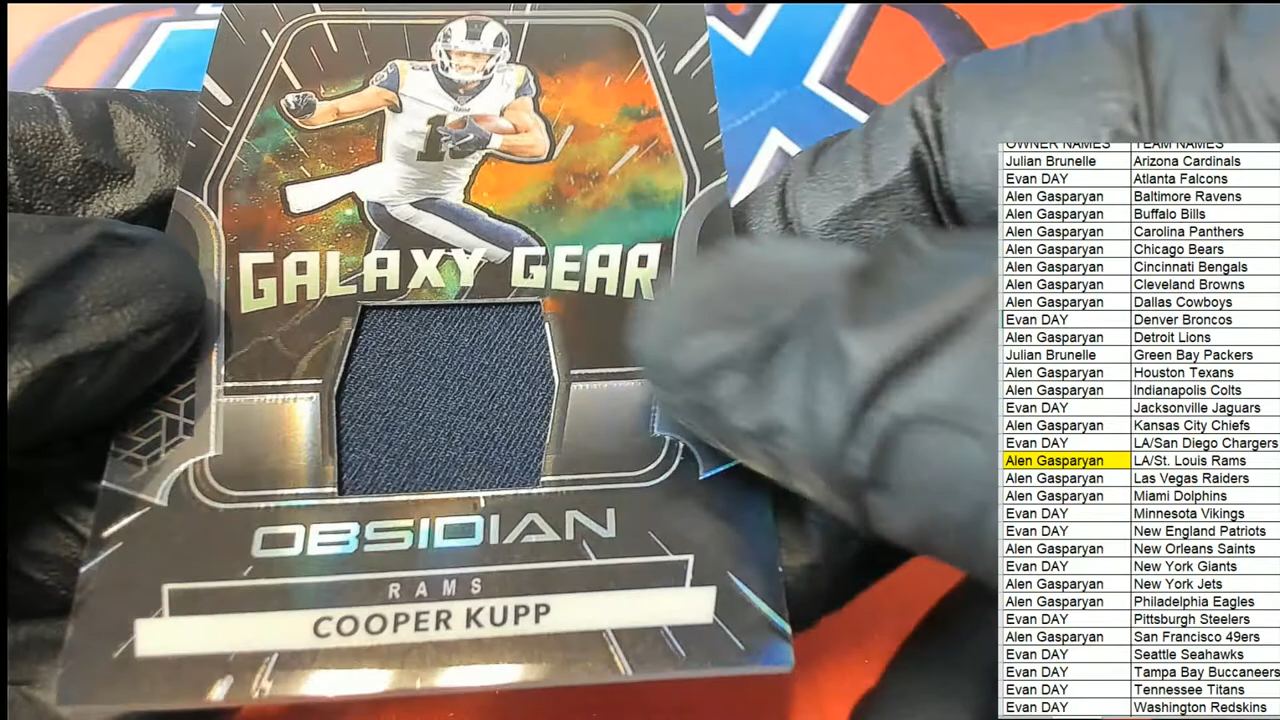 GALAXY GEAR
OBSIDIAN
RAMS
COOPER KUPP
OWNER NAMES TEAM NAMES
Julian Brunelle Arizona Cardinals
Evan DAY Atlanta Falcons
Alen Gasparyan Baltimore Ravens
Alen Gasparyan Buffalo Bills
Alen Gasparyan Carolina Panthers
Alen Gasparyan Chicago Bears
Alen Gasparyan Cincinnati Bengals
Alen Gasparyan Cleveland Browns
Alen Gasparyan Dallas Cowboys
Evan DAY Denver Broncos
Alen Gasparyan Detroit Lions
Julian Brunelle Green Bay Packers
Alen Gasparyan Houston Texans
Alen Gasparyan Indianapolis Colts
Evan DAY Jacksonville Jaguars
Alen Gasparyan Kansas City Chiefs
Evan DAY LA/San Diego Chargers
Alen Gasparyan LA/St. Louis Rams
Alen Gasparyan Las Vegas Raiders
Alen Gasparyan Miami Dolphins
Evan DAY Minnesota Vikings
Evan DAY New England Patriots
Alen Gasparyan New Orleans Saints
Evan DAY New York Giants
Alen Gasparyan New York Jets
Alen Gasparyan Philadelphia Eagles
Evan DAY Pittsburgh Steelers
Alen Gasparyan San Francisco 49ers
Evan DAY Seattle Seahawks
Evan DAY Tampa Bay Buccaneers
Evan DAY Tennessee Titans
Evan DAY Washington Redskins